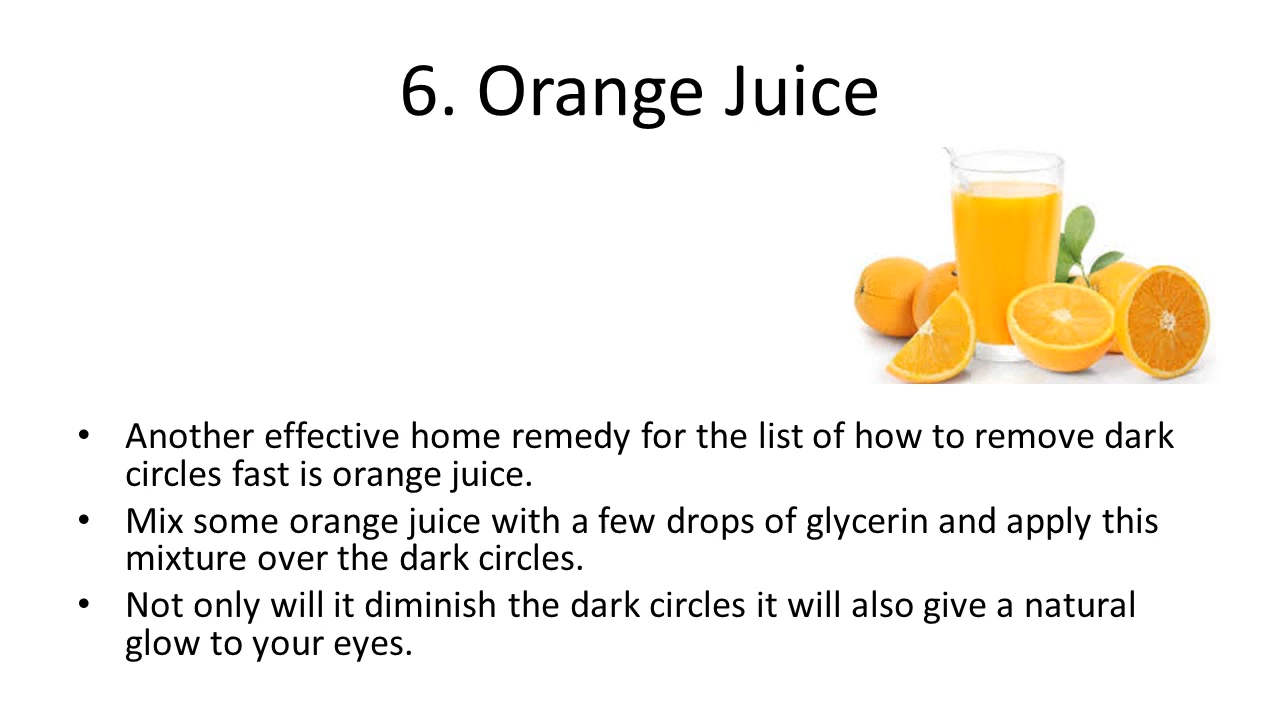 6. Orange Juice
• Another effective home remedy for the list of how to remove dark
circles fast is orange juice.
• Mix some orange juice with a few drops of glycerin and apply this
mixture over the dark circles.
• Not only will it diminish the dark circles it will also give a natural
glow to your eyes.